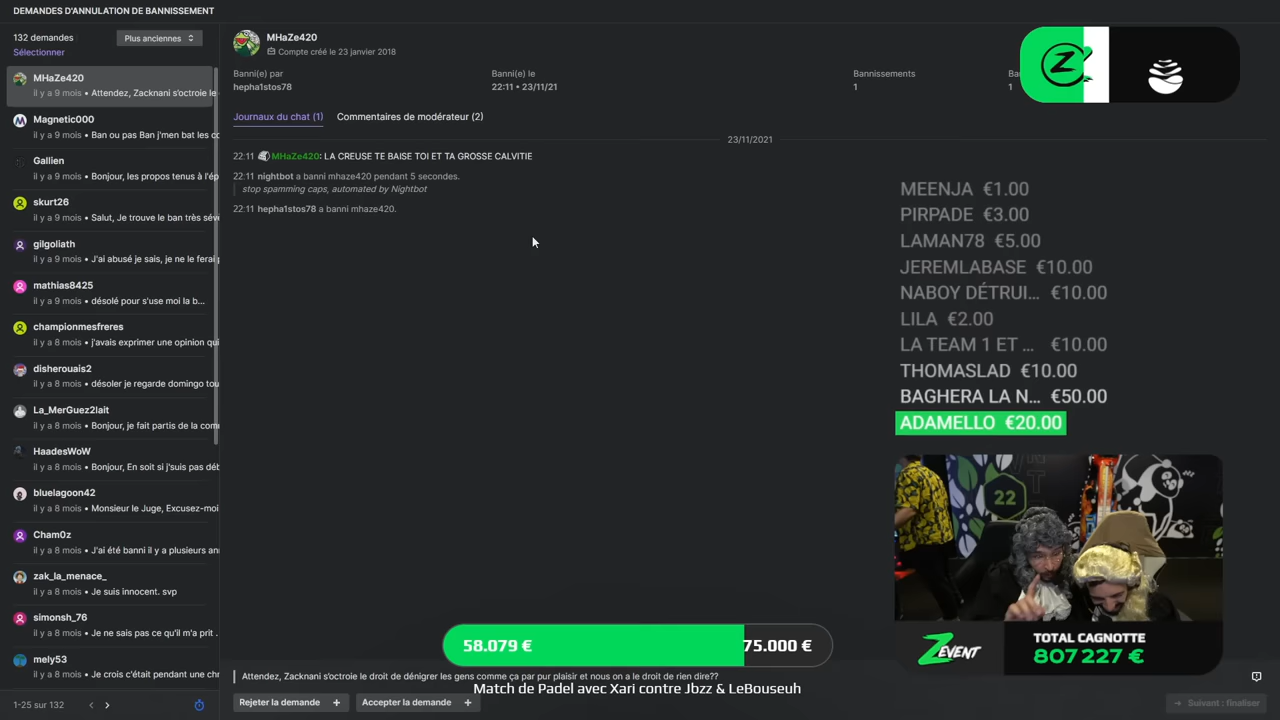 DEMANDES D'ANNULATION DE BANNISSEMENT
132 demandes
Plus anciennes
Sélectionner
MHaZe420
il y a 9 mois • Attendez, Zacknani s'octroie le
Magnetic000
il y a 9 mois • Ban ou pas Ban j'men bat les co
Gallien
il y a 9 mois • Bonjour, les propos tenus à l'ép
skurt26
il y a 9 mois • Salut, Je trouve le ban très sév
gilgoliath
il y a 9 mois • J'ai abusé je sais, je ne le ferai
mathias8425
il y a 9 mois • désolé pour s'use moi la b...
championmesfreres
il y a 8 mois • j'avais exprimer une opinion qui
disherouais2
il y a 8 mois • désoler je regarde domingo tou
La_MerGuez2lait
il y a 8 mois • Bonjour, je fait partis de la com
HaadesWoW
il y a 8 mois • Bonjour, En soit si j'suis pas déb
bluelagoon42
il y a 8 mois • Monsieur le Juge, Excusez-moi
Cham0z
il y a 8 mois • J'ai été banni il y a plusieurs an
zak_la_menace_
il y a 8 mois • Je suis innocent. svp
simonsh_76
il y a 8 mois • Je ne sais pas ce qu'il m'a prit .
mely53
il y a 8 mois • Je crois c'était pendant une chr
1-25 sur 132
MHaZe420
Compte créé le 23 janvier 2018
Banni(e) par
hepha1stos78
Banni(e) le
22:11 • 23/11/21
Bannissements
1
Ba
1
Journaux du chat (1)
Commentaires de modérateur (2)
23/11/2021
22:11 MHaZe420: LA CREUSE TE BAISE TOI ET TA GROSSE CALVITIE
22:11 nightbot a banni mhaze420 pendant 5 secondes.
stop spamming caps, automated by Nightbot
22:11 hepha1stos78 a banni mhaze420.
Z
MEENJA €1.00
PIRPADE €3.00
LAMAN78 €5.00
JEREMLABASE €10.00
NABOY DÉTRUI... €10.00
LILA €2.00
LA TEAM 1 ET ... €10.00
THOMASLAD €10.00
BAGHERA LA N... €50.00
ADAMELLO €20.00
22
ZEVENT
TOTAL CAGNOTTE
807 227 €
58.079 €
75.000 €
Attendez, Zacknani s'octroie le droit de dénigrer les gens comme ça par pur plaisir et nous on a le droit de rien dire??
Match de Padel avec Xari contre Jbzz & LeBouseuh
Rejeter la demande
Accepter la demande
Suivant : finaliser